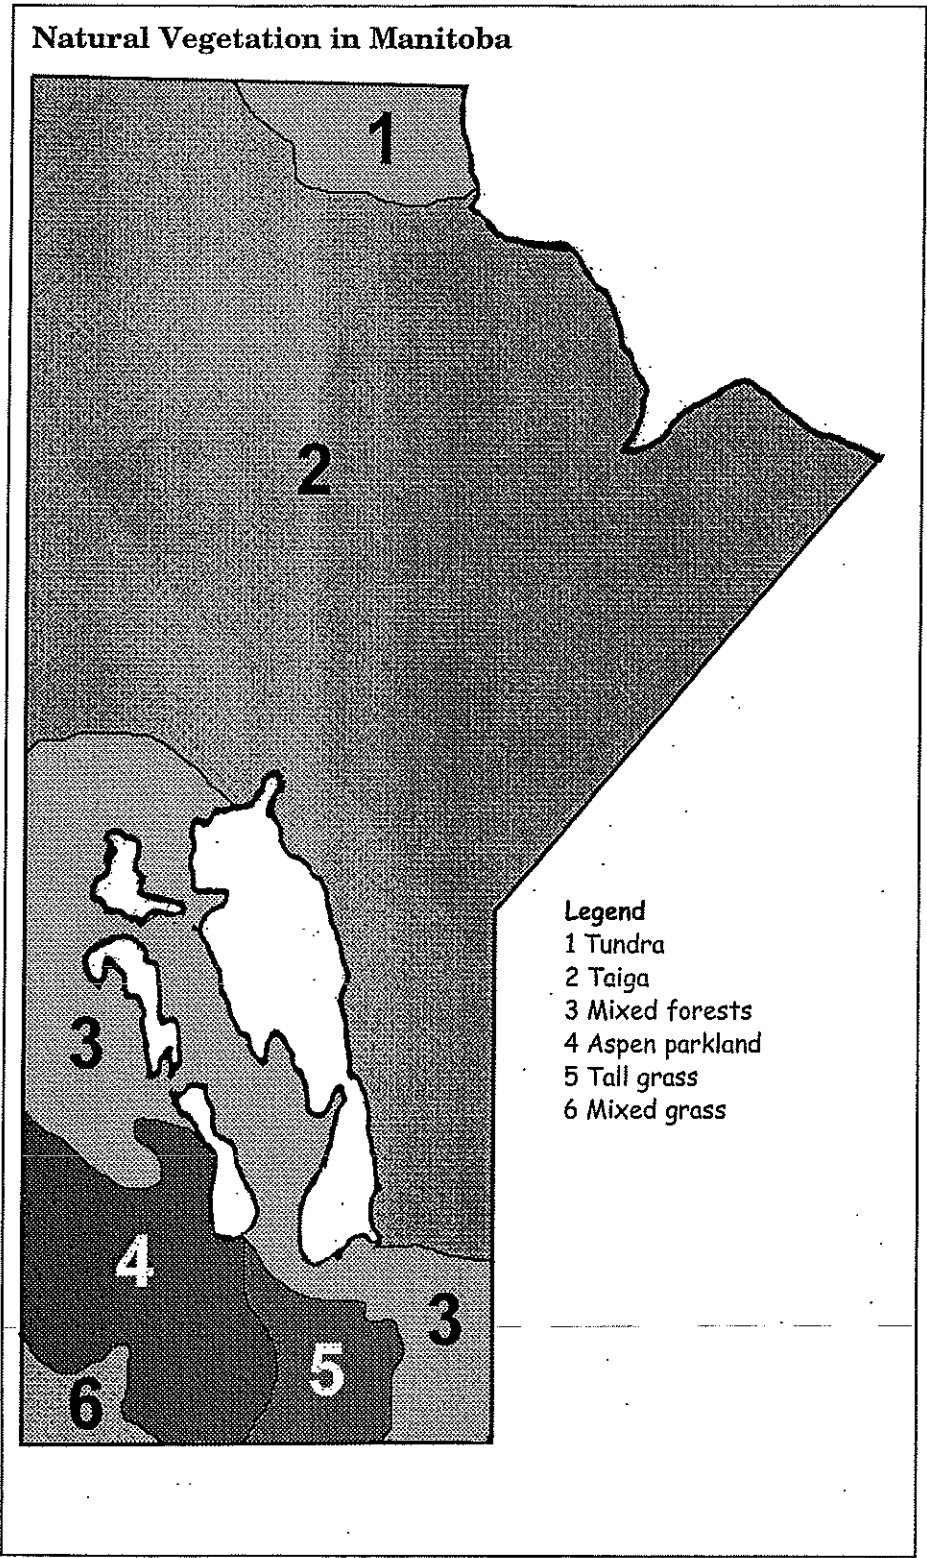 Natural Vegetation in Manitoba
1
2
3
4
5
3
6
Legend
1 Tundra
2 Taiga
3 Mixed forests
4 Aspen parkland
5 Tall grass
6 Mixed grass